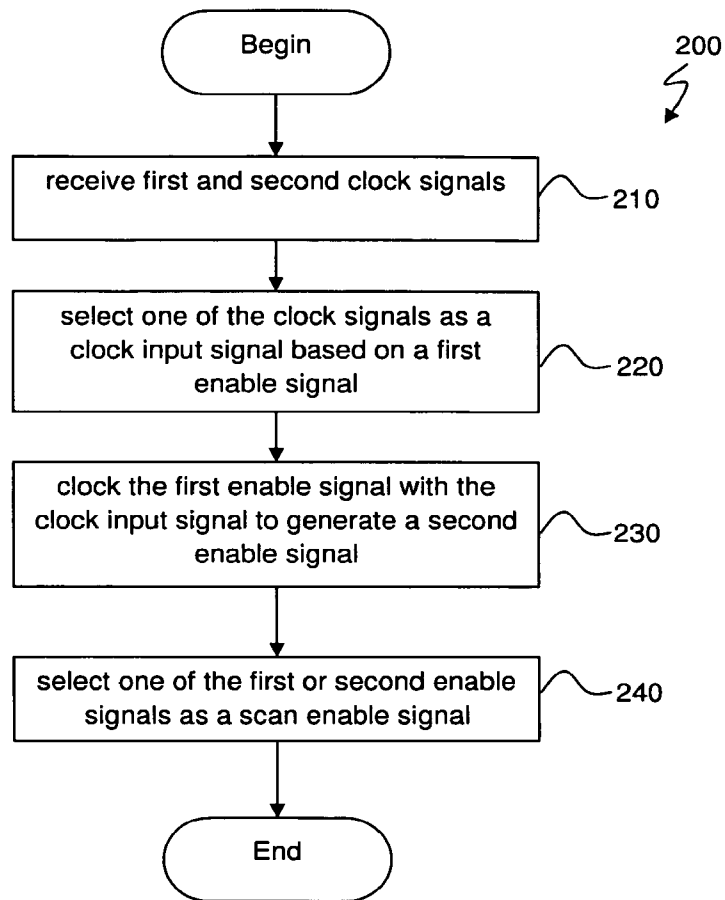 Begin
200
receive first and second clock signals
210
select one of the clock signals as a
clock input signal based on a first
enable signal
220
clock the first enable signal with the
clock input signal to generate a second
enable signal
230
select one of the first or second enable
signals as a scan enable signal
240
End